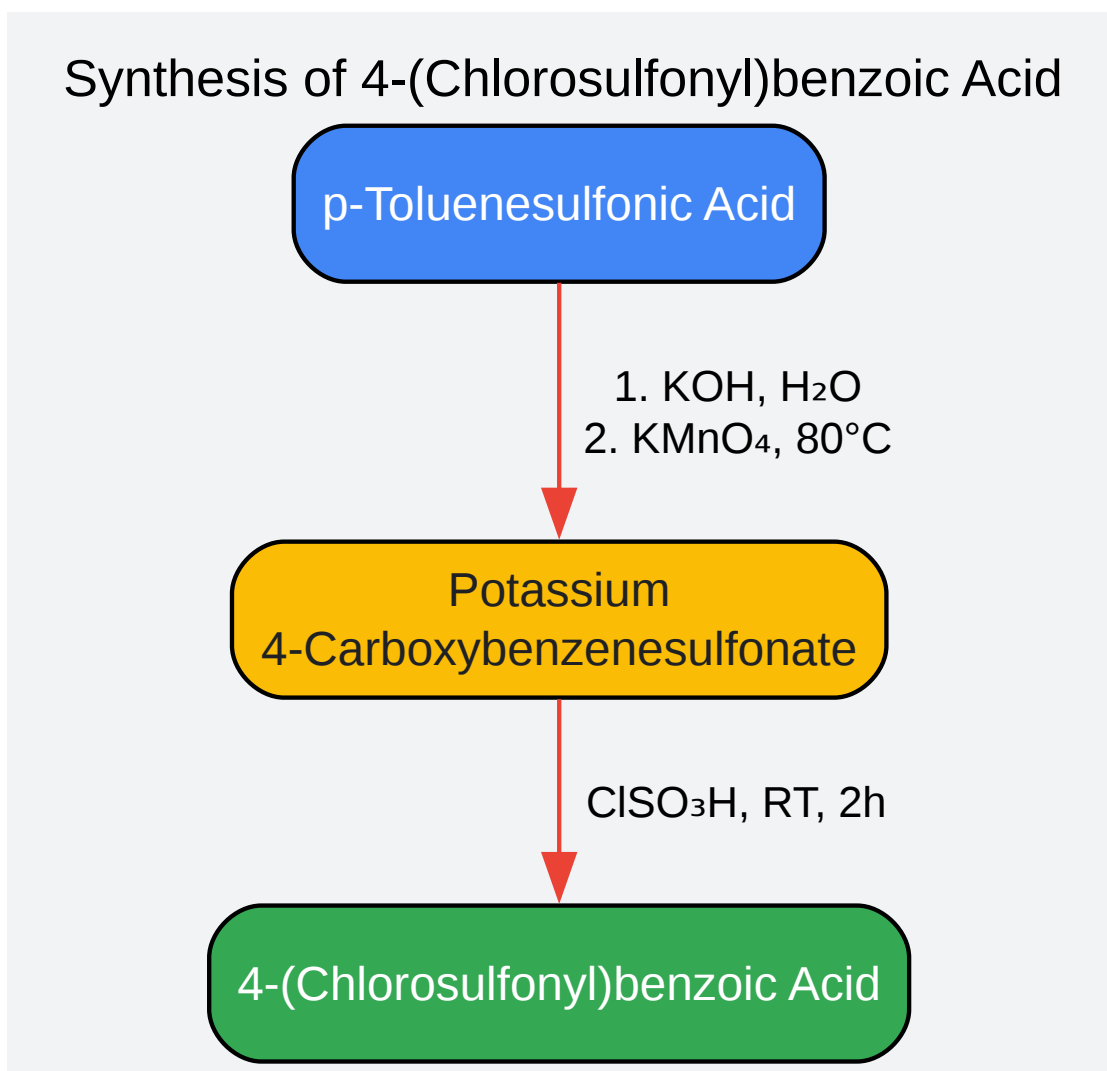 Synthesis of 4-(Chlorosulfonyl)benzoic Acid
p-Toluenesulfonic Acid
1. KOH, H₂O
2. KMnO₄, 80°C
Potassium
4-Carboxybenzenesulfonate
ClSO₃H, RT, 2h
4-(Chlorosulfonyl)benzoic Acid